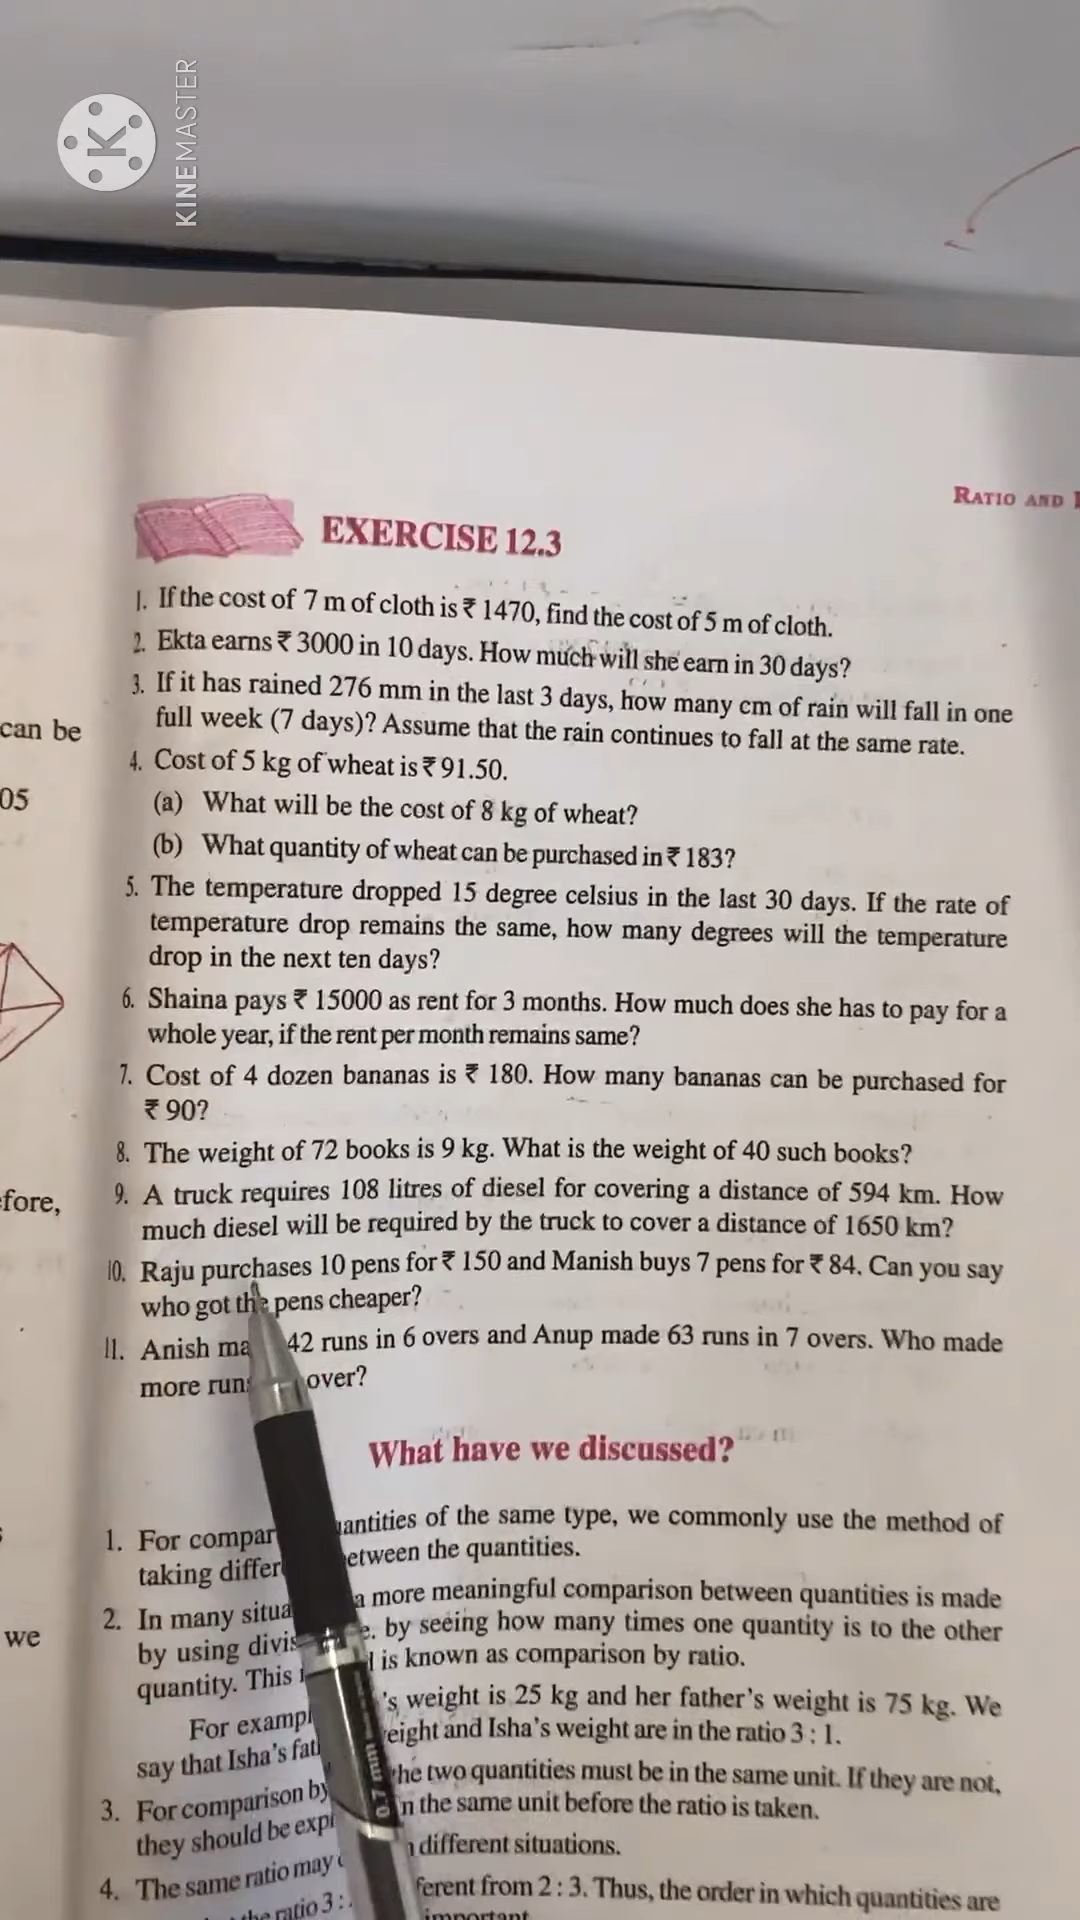 KINEMASTER
RATIO AND
EXERCISE 12.3
1. If the cost of 7 m of cloth is ₹ 1470, find the cost of 5 m of cloth.
2. Ekta earns ₹ 3000 in 10 days. How much will she earn in 30 days?
3. If it has rained 276 mm in the last 3 days, how many cm of rain will fall in one
full week (7 days)? Assume that the rain continues to fall at the same rate.
4. Cost of 5 kg of wheat is ₹ 91.50.
(a) What will be the cost of 8 kg of wheat?
(b) What quantity of wheat can be purchased in ₹ 183?
5. The temperature dropped 15 degree celsius in the last 30 days. If the rate of
temperature drop remains the same, how many degrees will the temperature
drop in the next ten days?
6. Shaina pays ₹ 15000 as rent for 3 months. How much does she has to pay for a
whole year, if the rent per month remains same?
7. Cost of 4 dozen bananas is ₹ 180. How many bananas can be purchased for
₹ 90?
8. The weight of 72 books is 9 kg. What is the weight of 40 such books?
9. A truck requires 108 litres of diesel for covering a distance of 594 km. How
much diesel will be required by the truck to cover a distance of 1650 km?
10. Raju purchases 10 pens for ₹ 150 and Manish buys 7 pens for ₹ 84. Can you say
who got the pens cheaper?
11. Anish ma 42 runs in 6 overs and Anup made 63 runs in 7 overs. Who made
more runs over?
What have we discussed?
1. For compar uantities of the same type, we commonly use the method of
taking differ etween the quantities.
2. In many situa a more meaningful comparison between quantities is made
by using divis e. by seeing how many times one quantity is to the other
quantity. This is known as comparison by ratio.
For exampl 's weight is 25 kg and her father's weight is 75 kg. We
say that Isha's fat eight and Isha's weight are in the ratio 3 : 1.
3. For comparison by he two quantities must be in the same unit. If they are not,
they should be exp n the same unit before the ratio is taken.
4. The same ratio may different situations.
the ratio 3 : ferent from 2 : 3. Thus, the order in which quantities are
important
can be
05
fore,
we
0.7 mm